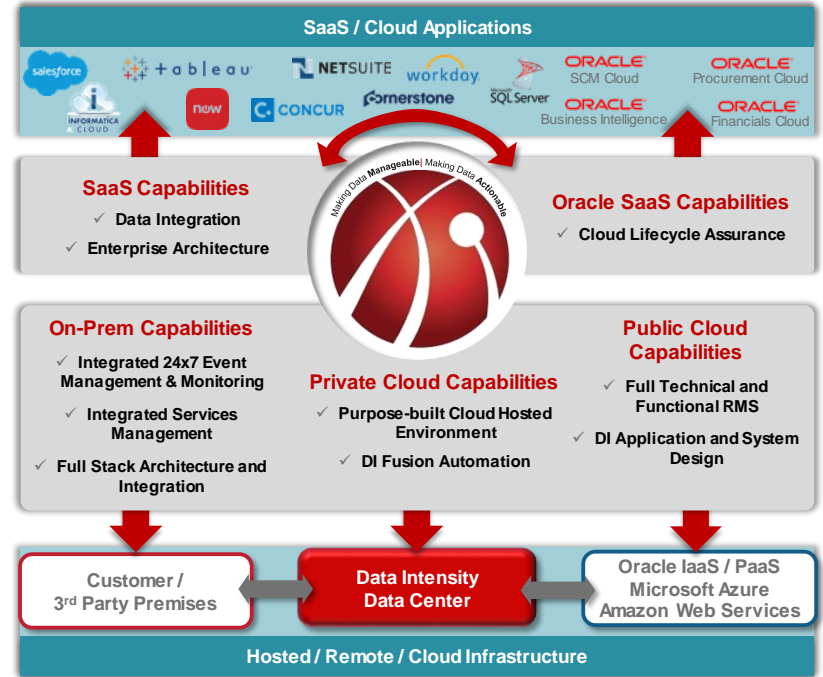 SaaS / Cloud Applications
salesforce
+ableau
NETSUITE
workday.
Microsoft
SQL Server
ORACLE
SCM Cloud
ORACLE
Procurement Cloud
i
INFORMATICA
CLOUD
now
C. CONCUR
Cornerstone
ORACLE
Business Intelligence
ORACLE
Financials Cloud
Making Data Manageable| Making Data Actionable
SaaS Capabilities
✓ Data Integration
✓ Enterprise Architecture
Oracle SaaS Capabilities
✓ Cloud Lifecycle Assurance
On-Prem Capabilities
✓ Integrated 24x7 Event
Management & Monitoring
✓ Integrated Services
Management
✓ Full Stack Architecture and
Integration
Private Cloud Capabilities
✓ Purpose-built Cloud Hosted
Environment
✓ DI Fusion Automation
Public Cloud
Capabilities
✓ Full Technical and
Functional RMS
✓ DI Application and System
Design
Customer /
3rd Party Premises
Data Intensity
Data Center
Oracle IaaS / PaaS
Microsoft Azure
Amazon Web Services
Hosted / Remote / Cloud Infrastructure